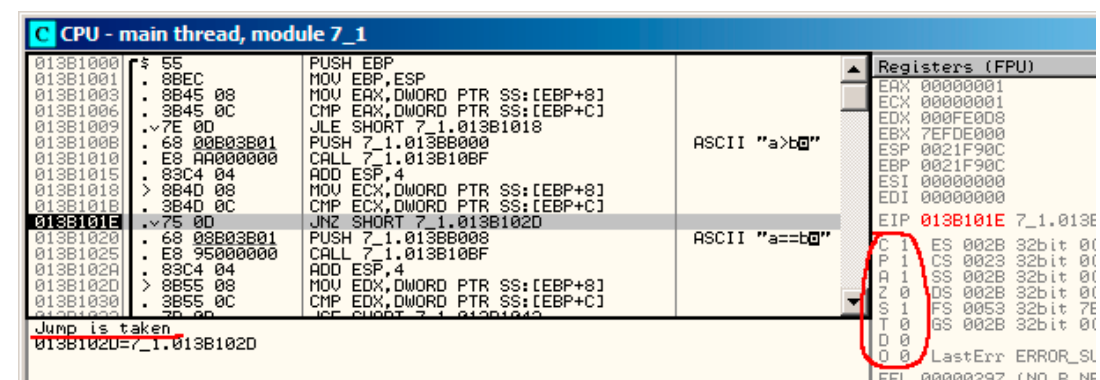 C CPU - main thread, module 7_1
013B1000 $ 55 PUSH EBP
013B1001 . 8BEC MOV EBP,ESP
013B1003 . 8B45 08 MOV EAX,DWORD PTR SS:[EBP+8]
013B1006 . 3B45 0C CMP EAX,DWORD PTR SS:[EBP+C]
013B1009 .v7E 0D JLE SHORT 7_1.013B1018
013B100B . 68 00B03B01 PUSH 7_1.013BB000 ASCII "a>b◙"
013B1010 . E8 AA000000 CALL 7_1.013B10BF
013B1015 . 83C4 04 ADD ESP,4
013B1018 > 8B4D 08 MOV ECX,DWORD PTR SS:[EBP+8]
013B101B . 3B4D 0C CMP ECX,DWORD PTR SS:[EBP+C]
013B101E .v75 0D JNZ SHORT 7_1.013B102D
013B1020 . 68 08B03B01 PUSH 7_1.013BB008 ASCII "a==b◙"
013B1025 . E8 95000000 CALL 7_1.013B10BF
013B102A . 83C4 04 ADD ESP,4
013B102D > 8B55 08 MOV EDX,DWORD PTR SS:[EBP+8]
013B1030 . 3B55 0C CMP EDX,DWORD PTR SS:[EBP+C]
Jump is taken
013B102D=7_1.013B102D
Registers (FPU)
EAX 00000001
ECX 00000001
EDX 000FE0D8
EBX 7EFDE000
ESP 0021F90C
EBP 0021F90C
ESI 00000000
EDI 00000000
EIP 013B101E 7_1.013B
C 1 ES 002B 32bit
P 1 CS 0023 32bit
A 1 SS 002B 32bit
Z 0 DS 002B 32bit
S 1 FS 0053 32bit
T 0 GS 002B 32bit
D 0
O 0 LastErr ERROR_SU